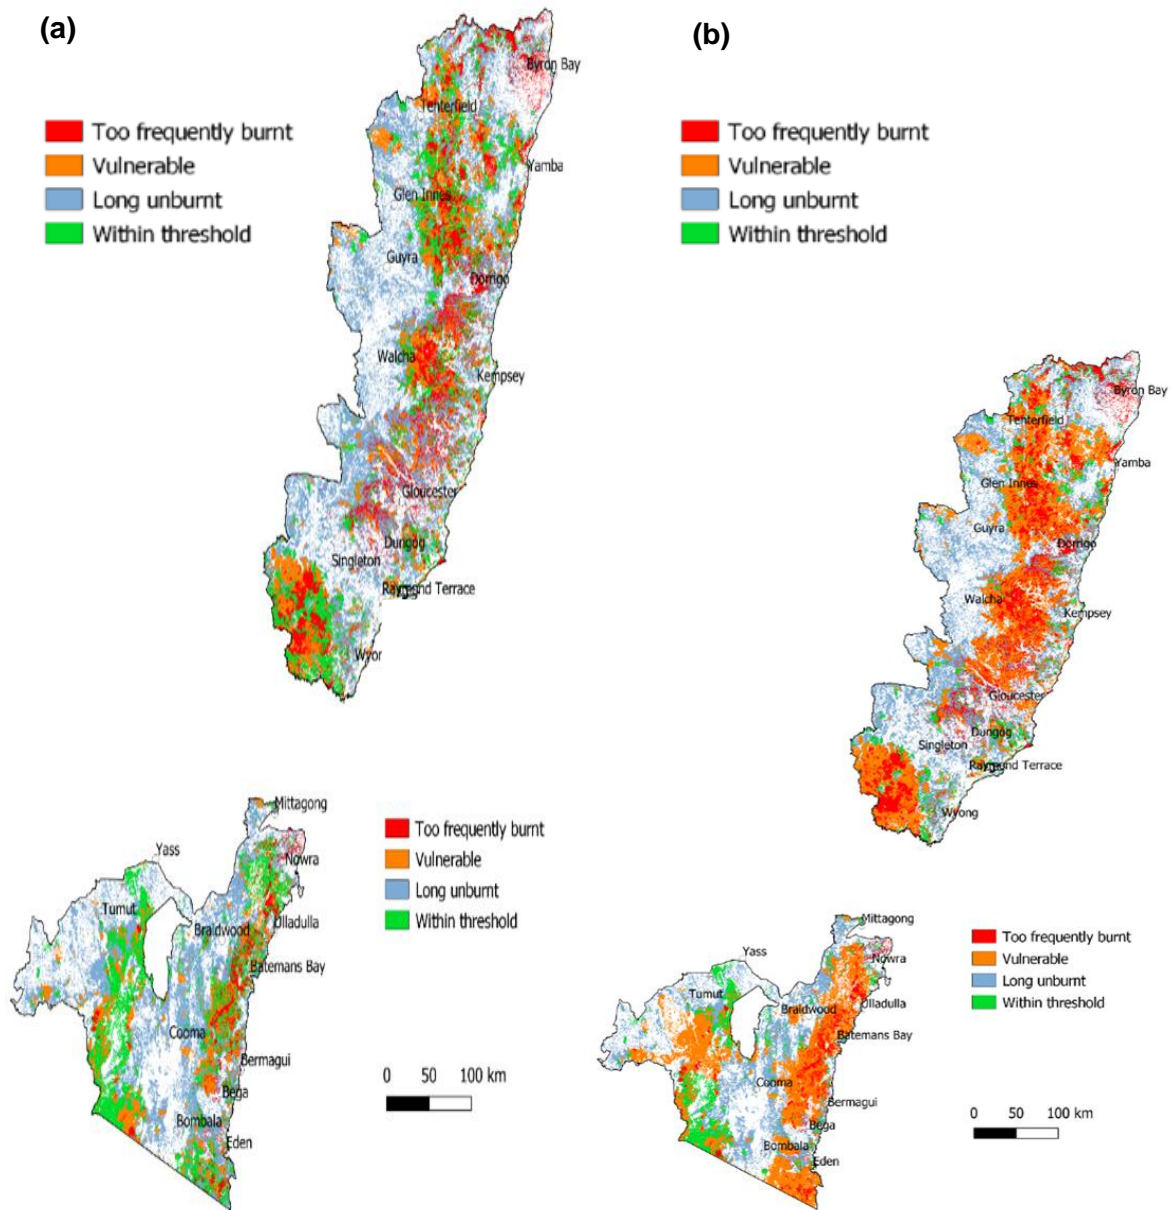 (a)
Too frequently burnt
Vulnerable
Long unburnt
Within threshold
Byron Bay
Tenterfield
Yamba
Glen Innes
Guyra
Dorrigo
Walcha
Kempsey
Gloucester
Dungog
Singleton
Raymond Terrace
Wyor
Mittagong
Yass
Nowra
Tumut
Braidwood
Ulladulla
Batemans Bay
Cooma
Bermagui
Bega
Bombala
Eden
Too frequently burnt
Vulnerable
Long unburnt
Within threshold
0 50 100 km
(b)
Too frequently burnt
Vulnerable
Long unburnt
Within threshold
Byron Bay
Tenterfield
Yamba
Glen Innes
Guyra
Dorrigo
Walcha
Kempsey
Gloucester
Dungog
Singleton
Raymond Terrace
Wyong
Mittagong
Yass
Nowra
Tumut
Ulladulla
Braidwood
Batemans Bay
Cooma
Bermagui
Bega
Bombala
Eden
Too frequently burnt
Vulnerable
Long unburnt
Within threshold
0 50 100 km